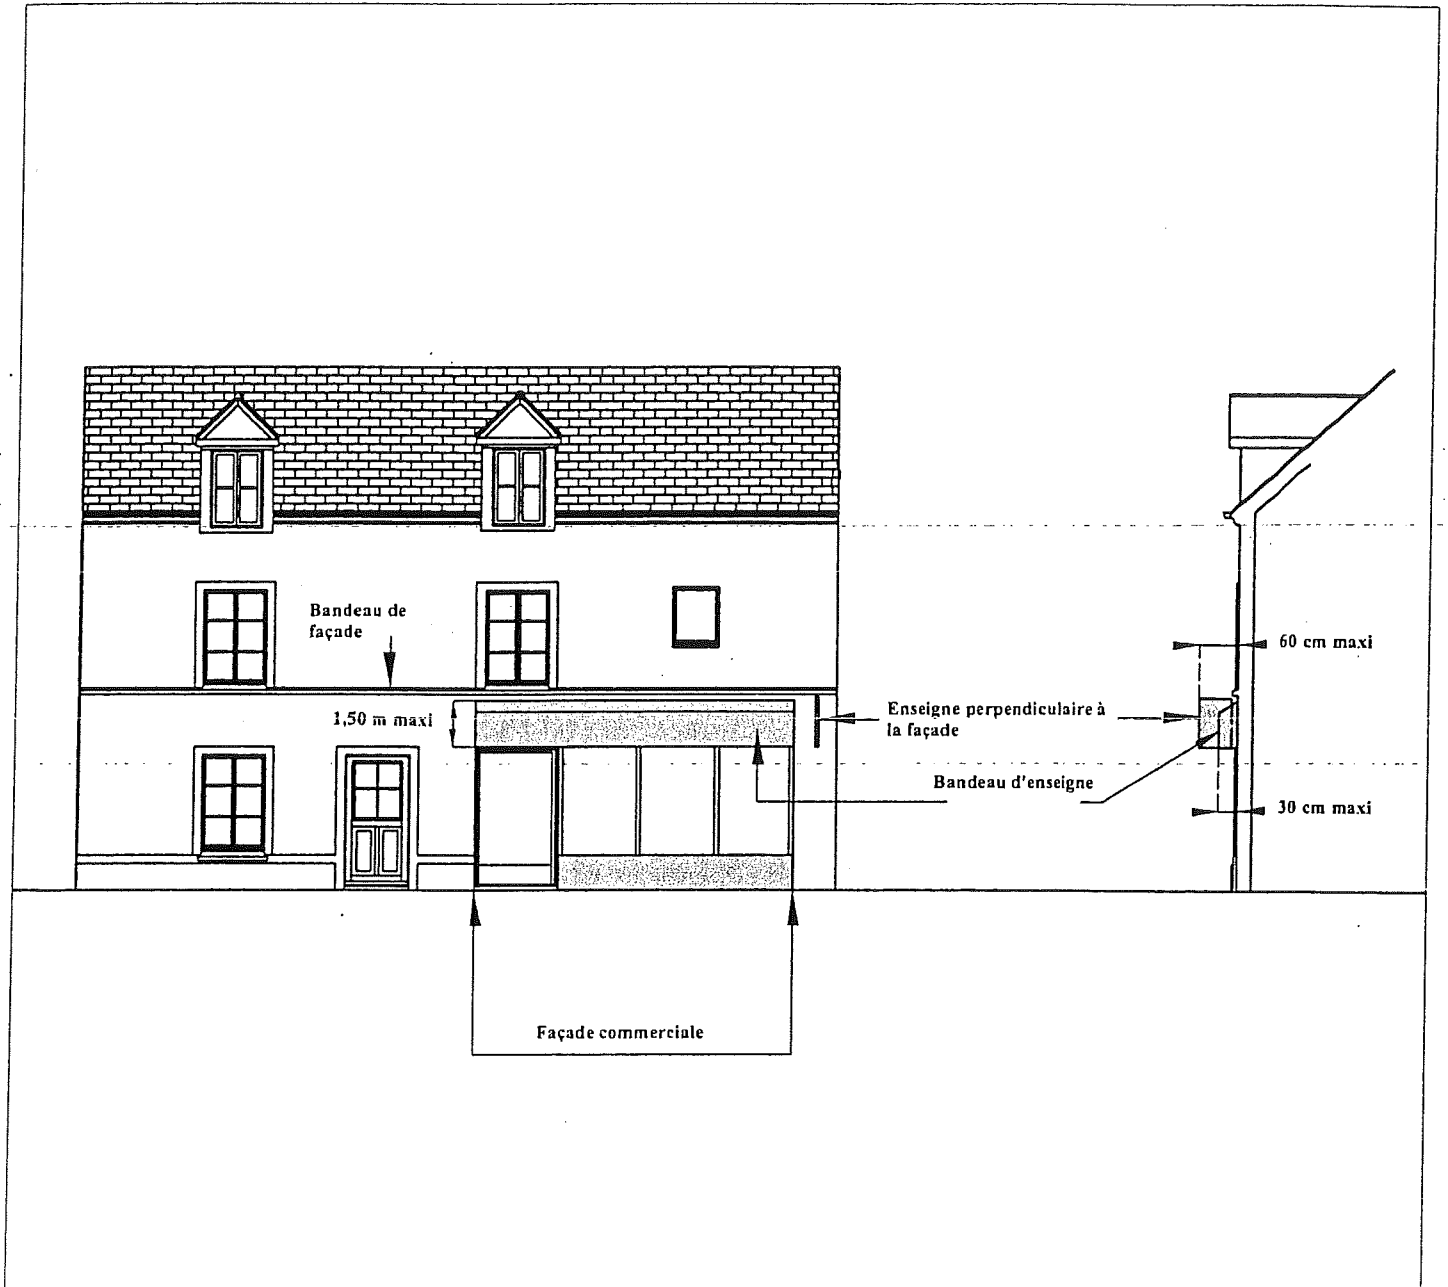 Bandeau de
façade
60 cm maxi
1,50 m maxi
Enseigne perpendiculaire à
la façade
Bandeau d'enseigne
30 cm maxi
Façade commerciale